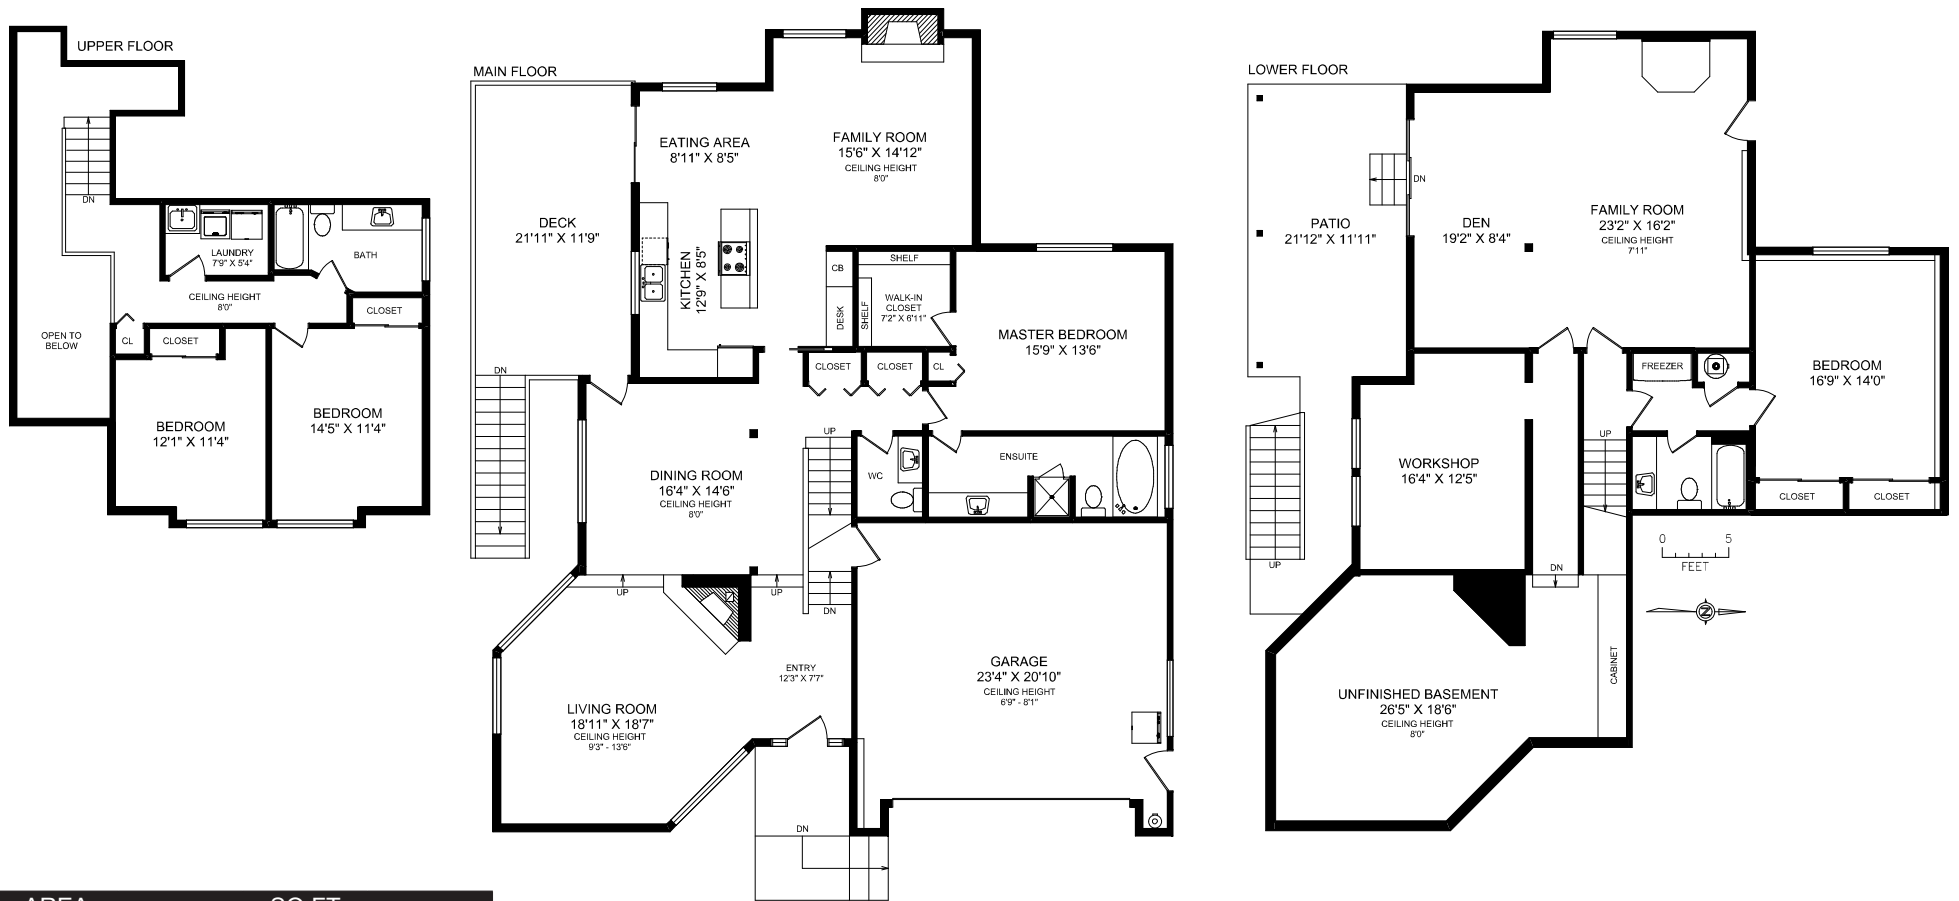 UPPER FLOOR
DN
LAUNDRY
7'9" X 5'4"
BATH
CEILING HEIGHT
8'0"
CLOSET
OPEN TO
BELOW
CL
CLOSET
BEDROOM
12'1" X 11'4"
BEDROOM
14'5" X 11'4"
MAIN FLOOR
EATING AREA
8'11" X 8'5"
FAMILY ROOM
15'6" X 14'12"
CEILING HEIGHT
8'0"
DECK
21'11" X 11'9"
KITCHEN
12'9" X 8'5"
CB
DESK
SHELF
SHELF
WALK-IN
CLOSET
7'2" X 6'11"
MASTER BEDROOM
15'9" X 13'6"
CLOSET
CLOSET
CL
DN
UP
DINING ROOM
16'4" X 14'6"
CEILING HEIGHT
8'0"
WC
ENSUITE
UP
UP
DN
ENTRY
12'3" X 7'7"
LIVING ROOM
18'11" X 18'7"
CEILING HEIGHT
9'3" - 13'6"
GARAGE
23'4" X 20'10"
CEILING HEIGHT
6'9" - 8'1"
DN
LOWER FLOOR
DN
PATIO
21'12" X 11'11"
DEN
19'2" X 8'4"
FAMILY ROOM
23'2" X 16'2"
CEILING HEIGHT
7'11"
FREEZER
BEDROOM
16'9" X 14'0"
UP
WORKSHOP
16'4" X 12'5"
CLOSET
CLOSET
UP
DN
0 5
FEET
N
CABINET
UNFINISHED BASEMENT
26'5" X 18'6"
CEILING HEIGHT
8'0"
AREA SQ FT